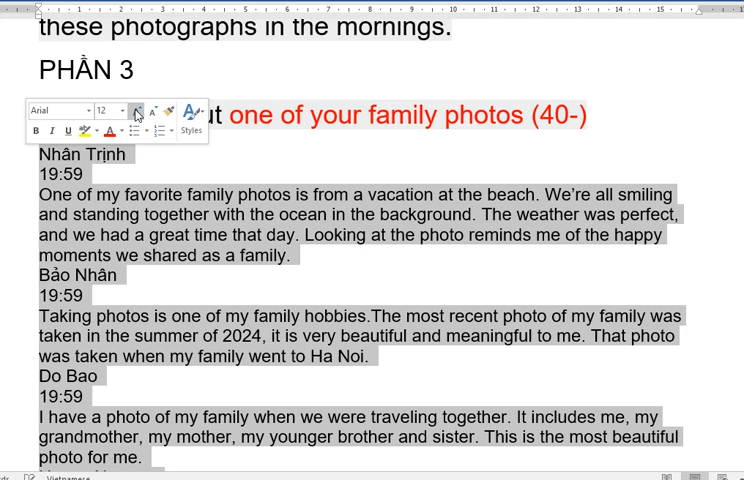 these photographs in the mornings.
PHẦN 3
Arial 12
ut one of your family photos (40-)
B I U A Styles
Nhân Trịnh
19:59
One of my favorite family photos is from a vacation at the beach. We're all smiling
and standing together with the ocean in the background. The weather was perfect,
and we had a great time that day. Looking at the photo reminds me of the happy
moments we shared as a family.
Bảo Nhân
19:59
Taking photos is one of my family hobbies.The most recent photo of my family was
taken in the summer of 2024, it is very beautiful and meaningful to me. That photo
was taken when my family went to Ha Noi.
Do Bao
19:59
I have a photo of my family when we were traveling together. It includes me, my
grandmother, my mother, my younger brother and sister. This is the most beautiful
photo for me.
Vietnamese